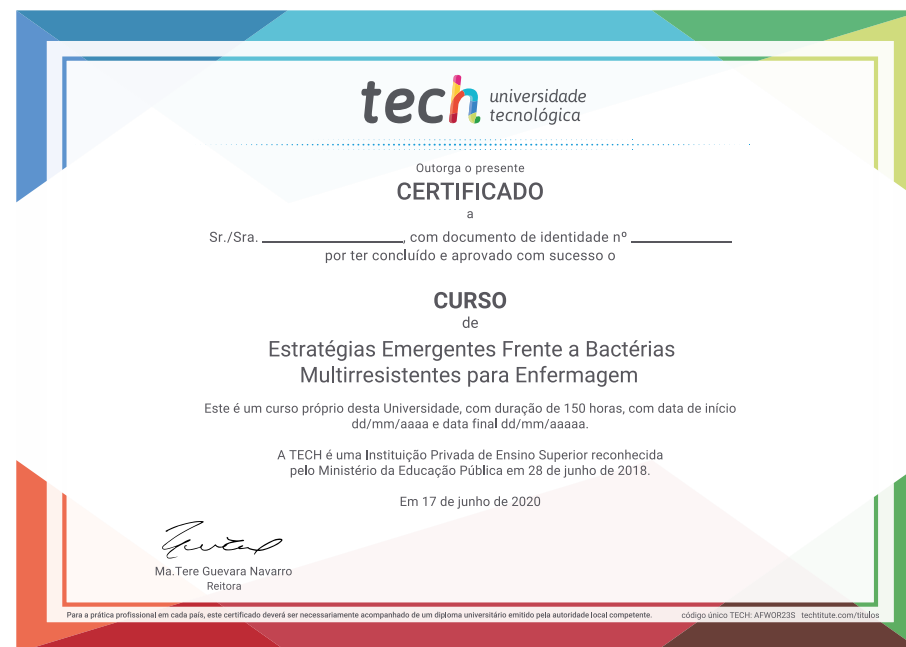 tech universidade
tecnológica
Outorga o presente
CERTIFICADO
a
Sr./Sra. ________________, com documento de identidade nº ____________
por ter concluído e aprovado com sucesso o
CURSO
de
Estratégias Emergentes Frente a Bactérias
Multirresistentes para Enfermagem
Este é um curso próprio desta Universidade, com duração de 150 horas, com data de início
dd/mm/aaaa e data final dd/mm/aaaaa.
A TECH é uma Instituição Privada de Ensino Superior reconhecida
pelo Ministério da Educação Pública em 28 de junho de 2018.
Em 17 de junho de 2020
Ma.Tere Guevara Navarro
Reitora
Para a prática profissional em cada país, este certificado deverá ser necessariamente acompanhado de um diploma universitário emitido pela autoridade local competente. código único TECH: AFWOR23S techtitute.com/titulos